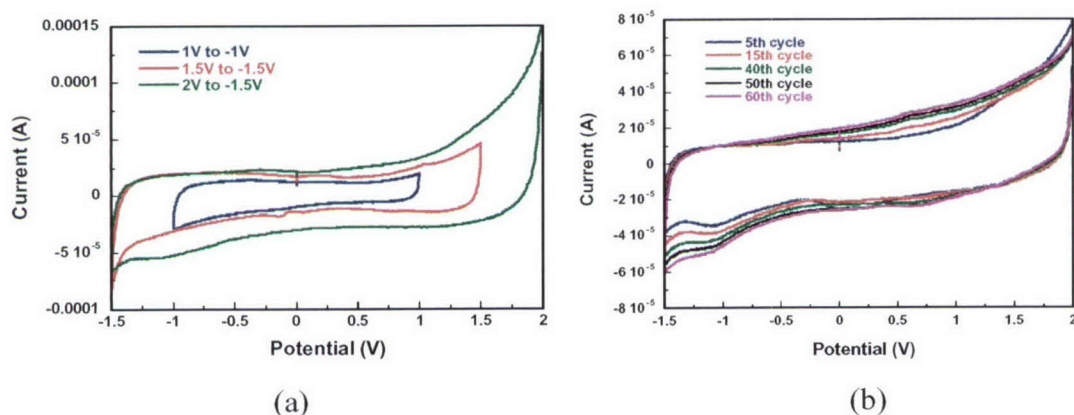 0.00015
0.0001
5 10-5
0
-5 10-5
-0.0001
Current (A)
1V to -1V
1.5V to -1.5V
2V to -1.5V
-1.5 -1 -0.5 0 0.5 1 1.5 2
Potential (V)
(a)
8 10-5
6 10-5
4 10-5
2 10-5
0
-2 10-5
-4 10-5
-6 10-5
-8 10-5
Current (A)
5th cycle
15th cycle
40th cycle
50th cycle
60th cycle
-1.5 -1 -0.5 0 0.5 1 1.5 2
Potential (V)
(b)